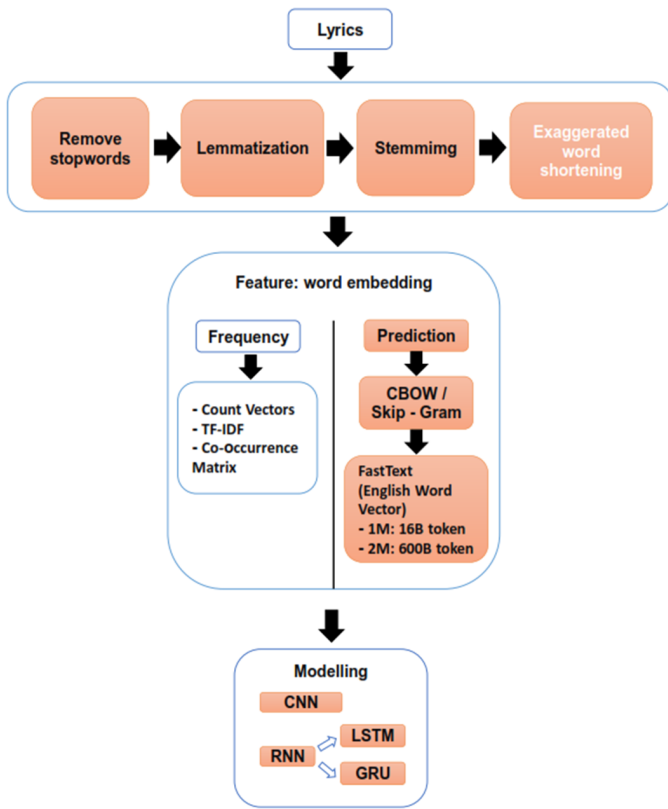 Lyrics
Remove
stopwords
Lemmatization
Stemmimg
Exaggerated
word
shortening
Feature: word embedding
Frequency
- Count Vectors
- TF-IDF
- Co-Occurrence
Matrix
Prediction
CBOW /
Skip - Gram
FastText
(English Word
Vector)
- 1M: 16B token
- 2M: 600B token
Modelling
CNN
RNN
LSTM
GRU